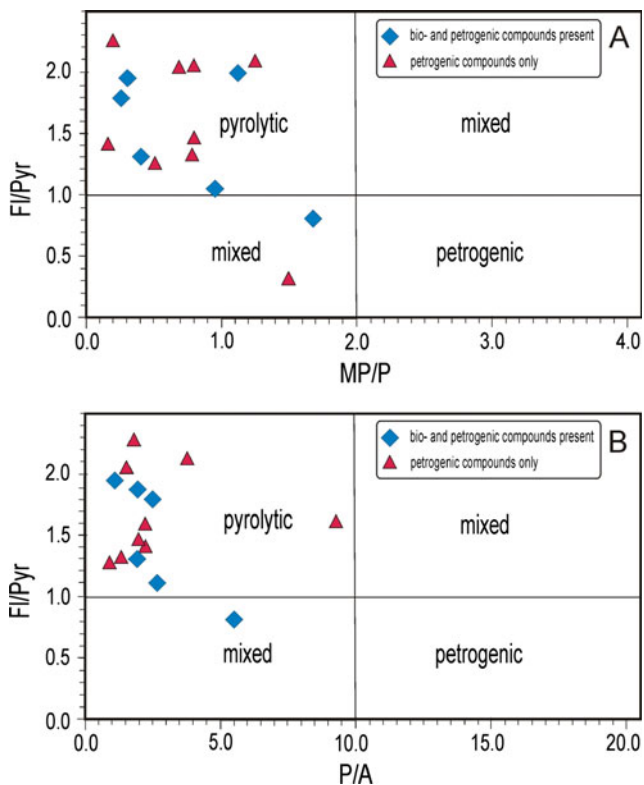 A
bio- and petrogenic compounds present
petrogenic compounds only
2.0
1.5
1.0
0.5
0.0
Fl/Pyr
pyrolytic mixed
mixed petrogenic
0.0 1.0 2.0 3.0 4.0
MP/P
B
bio- and petrogenic compounds present
petrogenic compounds only
2.0
1.5
1.0
0.5
0.0
Fl/Pyr
pyrolytic mixed
mixed petrogenic
0.0 5.0 10.0 15.0 20.0
P/A